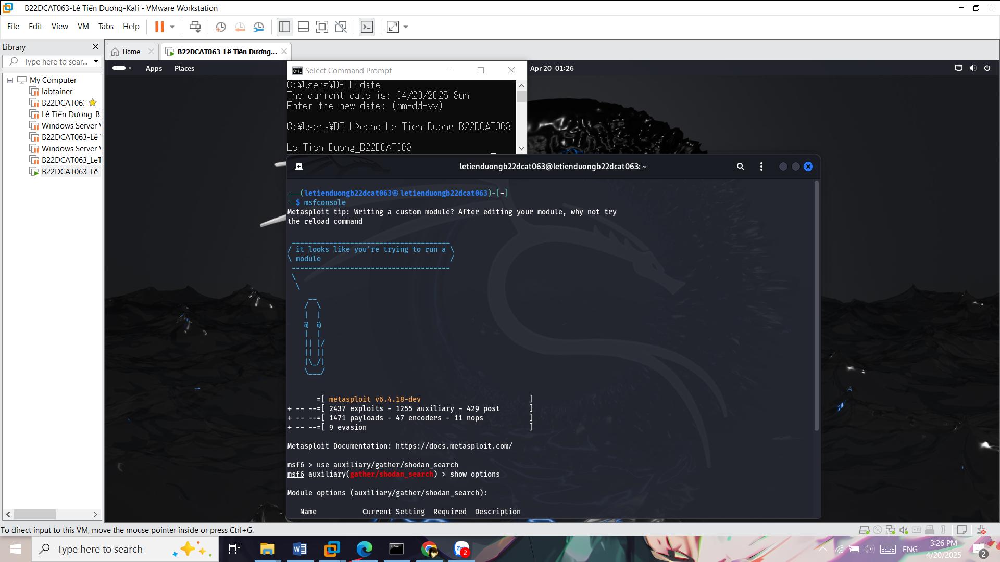 B22DCAT063-Lê Tiến Dương-Kali - VMware Workstation
File Edit View VM Tabs Help
Library
Type here to sear...
My Computer
labtainer
B22DCAT06
Lê Tiến Dương_B2
Windows Server
B22DCAT063-Lê
Windows Server
B22DCAT063_LeT
B22DCAT063-Lê
Home
B22DCAT063-Lê Tiến Dương...
Apps Places
Apr 20 01:26
Select Command Prompt
C:¥Users¥DELL>date
The current date is: 04/20/2025 Sun
Enter the new date: (mm-dd-yy)
C:¥Users¥DELL>echo Le Tien Duong_B22DCAT063
Le Tien Duong_B22DCAT063
letienduongb22dcat063@letienduongb22dcat063: ~
┌──(letienduongb22dcat063㉿letienduongb22dcat063)-[~]
└─$ msfconsole
Metasploit tip: Writing a custom module? After editing your module, why not try
the reload command
/ it looks like you're trying to run a \
\ module /
=[ metasploit v6.4.18-dev ]
+ -- --=[ 2437 exploits - 1255 auxiliary - 429 post ]
+ -- --=[ 1471 payloads - 47 encoders - 11 nops ]
+ -- --=[ 9 evasion ]
Metasploit Documentation: https://docs.metasploit.com/
msf6 > use auxiliary/gather/shodan_search
msf6 auxiliary(gather/shodan_search) > show options
Module options (auxiliary/gather/shodan_search):
Name Current Setting Required Description
To direct input to this VM, move the mouse pointer inside or press Ctrl+G.
Type here to search
2
ENG
3:26 PM
4/20/2025
2